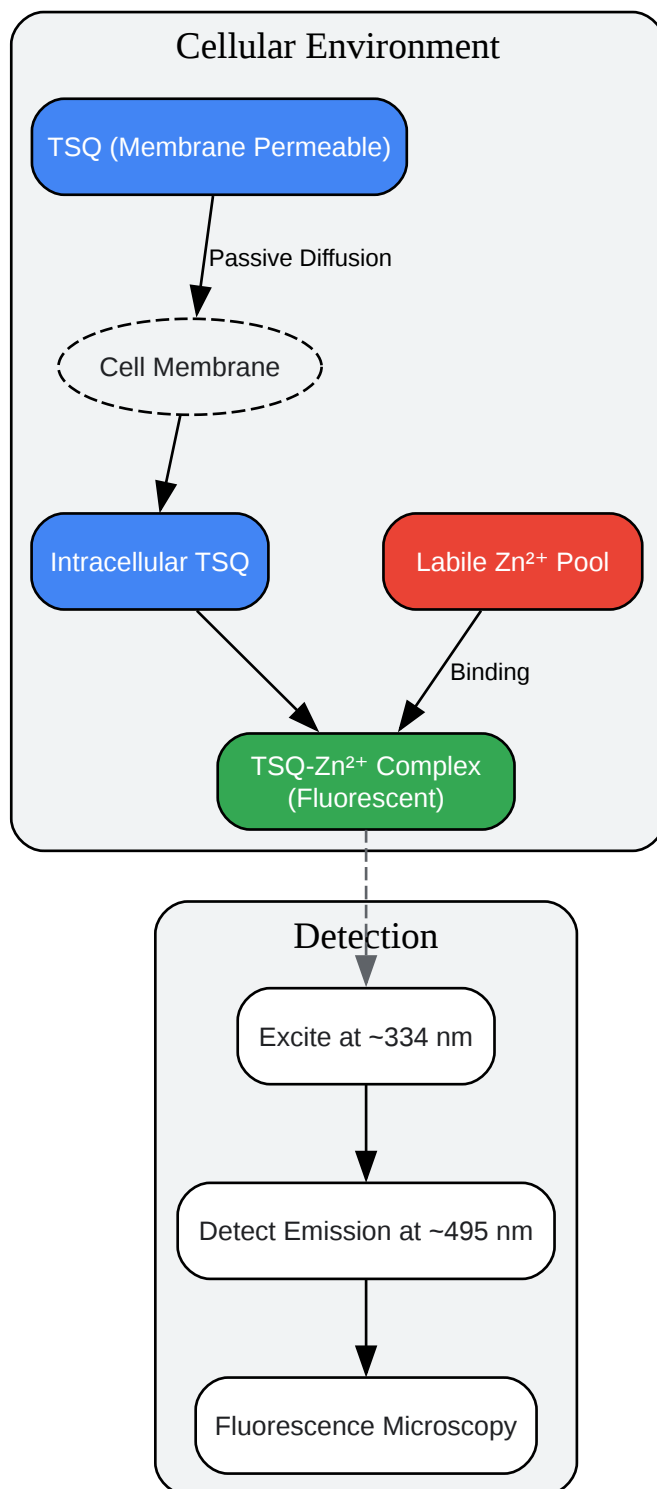 Cellular Environment
TSQ (Membrane Permeable)
Passive Diffusion
Cell Membrane
Intracellular TSQ
Labile Zn²⁺ Pool
Binding
TSQ-Zn²⁺ Complex
(Fluorescent)
Detection
Excite at ~334 nm
Detect Emission at ~495 nm
Fluorescence Microscopy